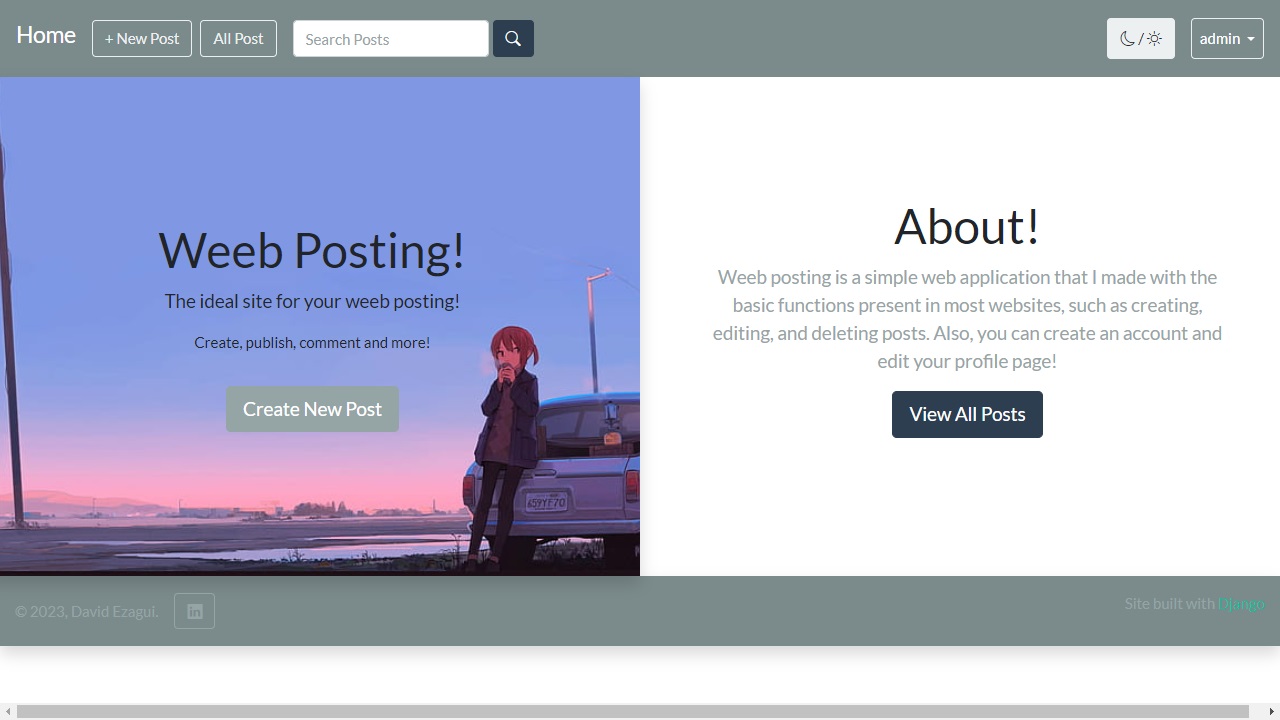 Home
+ New Post
All Post
Search Posts
admin
Weeb Posting!
The ideal site for your weeb posting!
Create, publish, comment and more!
Create New Post
About!
Weeb posting is a simple web application that I made with the
basic functions present in most websites, such as creating,
editing, and deleting posts. Also, you can create an account and
edit your profile page!
View All Posts
© 2023, David Ezagui.
Site built with Django